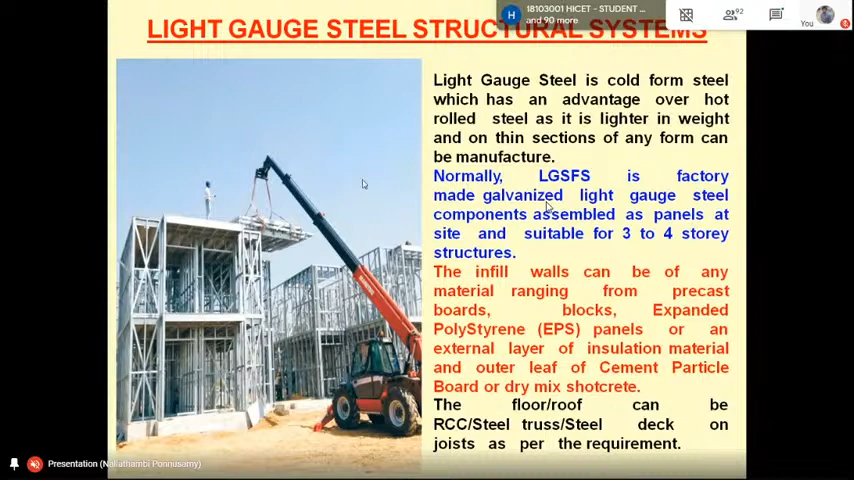 18103001 HICET - STUDENT ...
and 90 more
92
You
LIGHT GAUGE STEEL STRUCTURAL SYSTEMS
Light Gauge Steel is cold form steel
which has an advantage over hot
rolled steel as it is lighter in weight
and on thin sections of any form can
be manufacture.
Normally, LGSFS is factory
made galvanized light gauge steel
components assembled as panels at
site and suitable for 3 to 4 storey
structures.
The infill walls can be of any
material ranging from precast
boards, blocks, Expanded
PolyStyrene (EPS) panels or an
external layer of insulation material
and outer leaf of Cement Particle
Board or dry mix shotcrete.
The floor/roof can be
RCC/Steel truss/Steel deck on
joists as per the requirement.
Presentation (Nallathambi Ponnusamy)